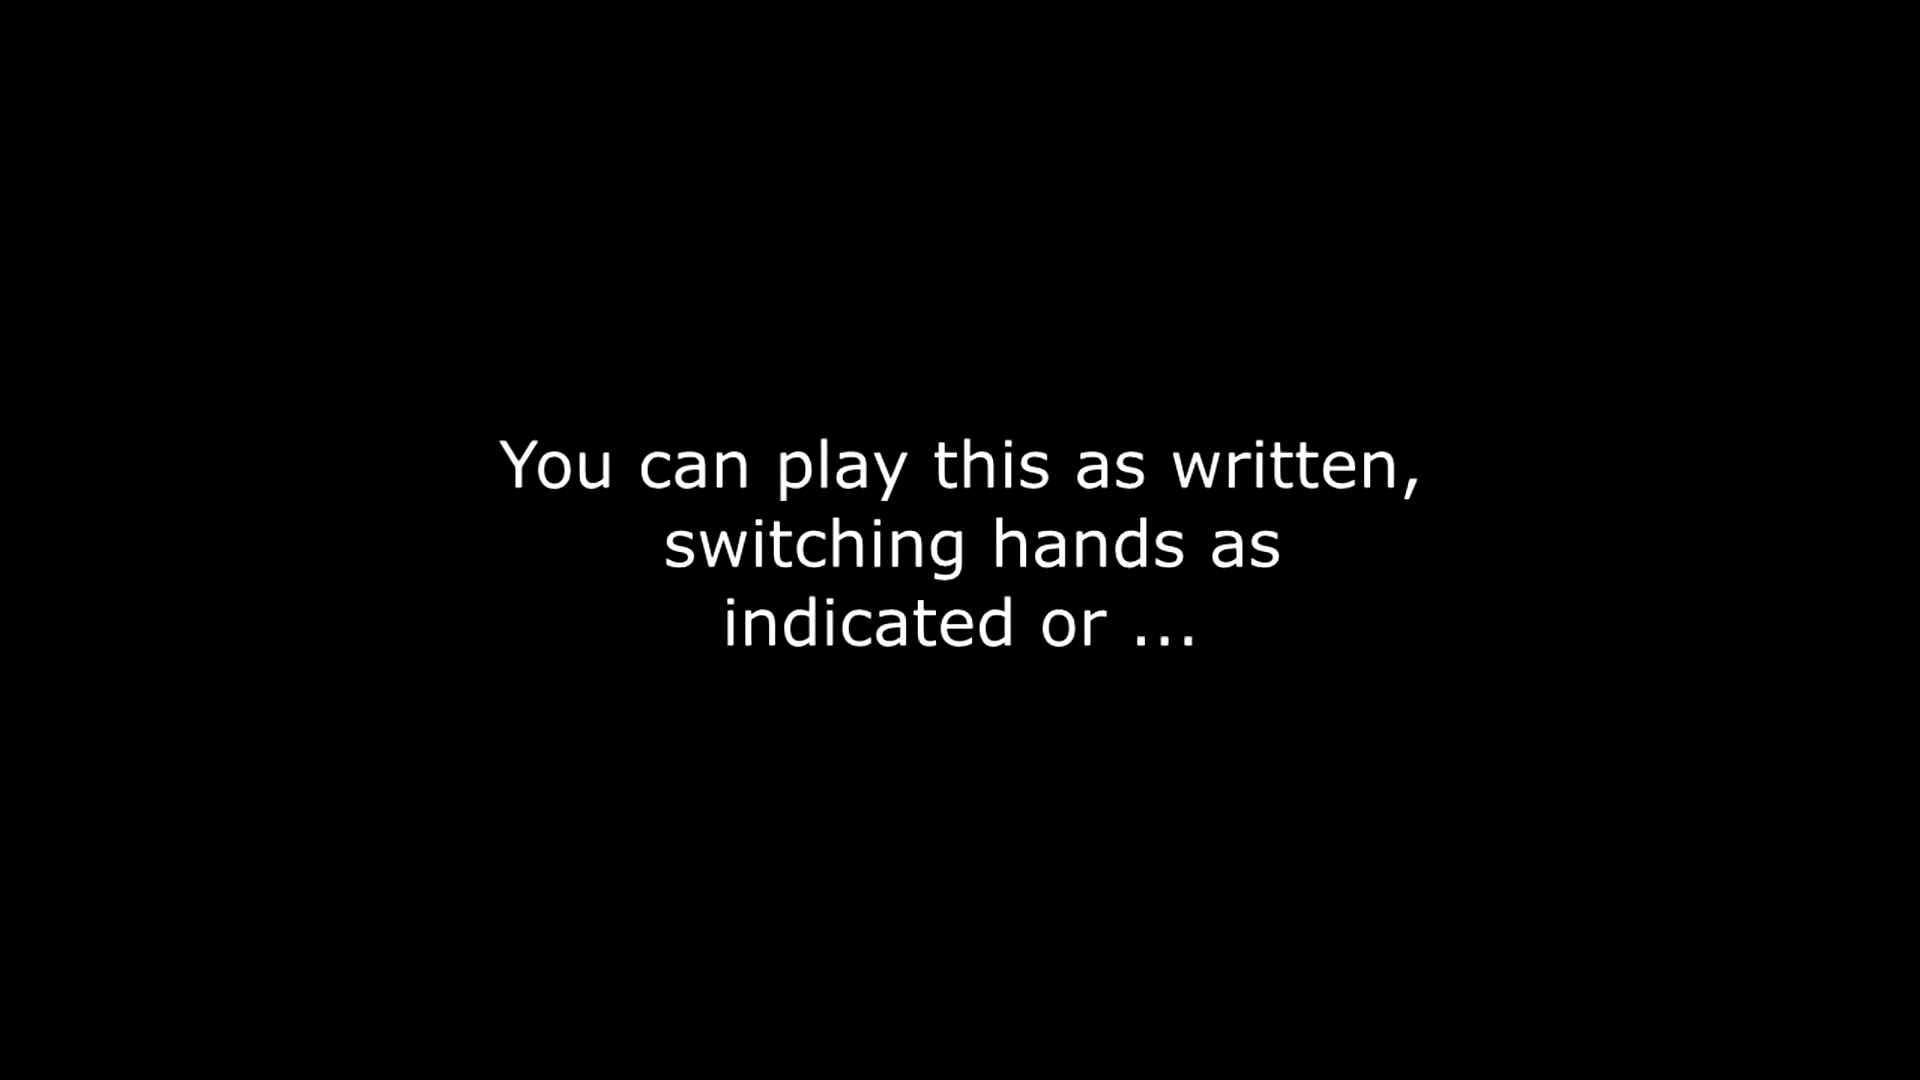 You can play this as written,
switching hands as
indicated or ...